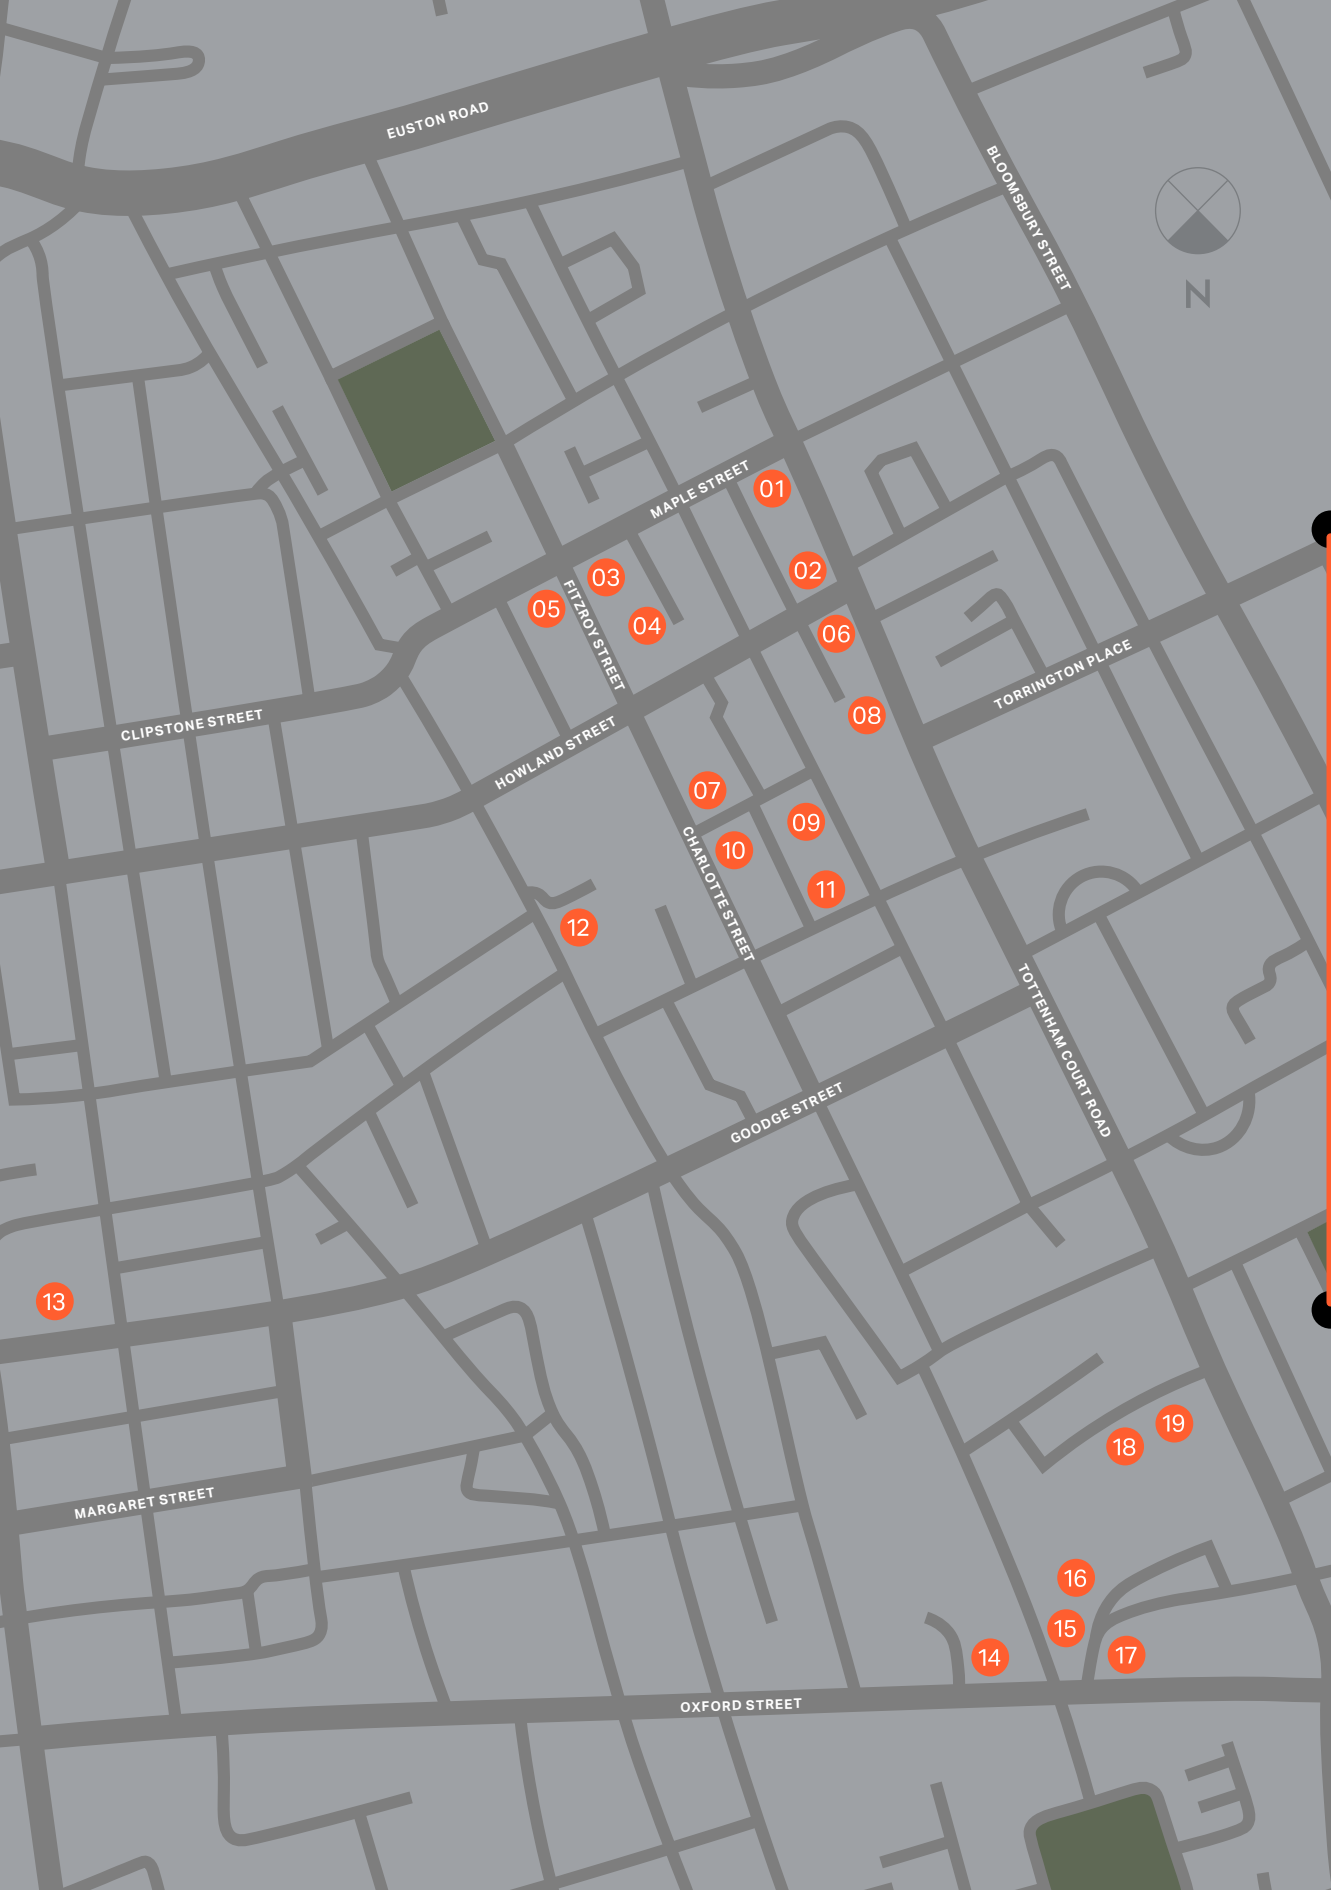 EUSTON ROAD
BLOOMSBURY STREET
N
MAPLE STREET
01
02
03
05
04
06
FITZROY STREET
TORRINGTON PLACE
CLIPSTONE STREET
08
HOWLAND STREET
07
09
10
CHARLOTTE STREET
11
12
TOTTENHAM COURT ROAD
GOODGE STREET
13
19
18
MARGARET STREET
16
15
17
14
OXFORD STREET